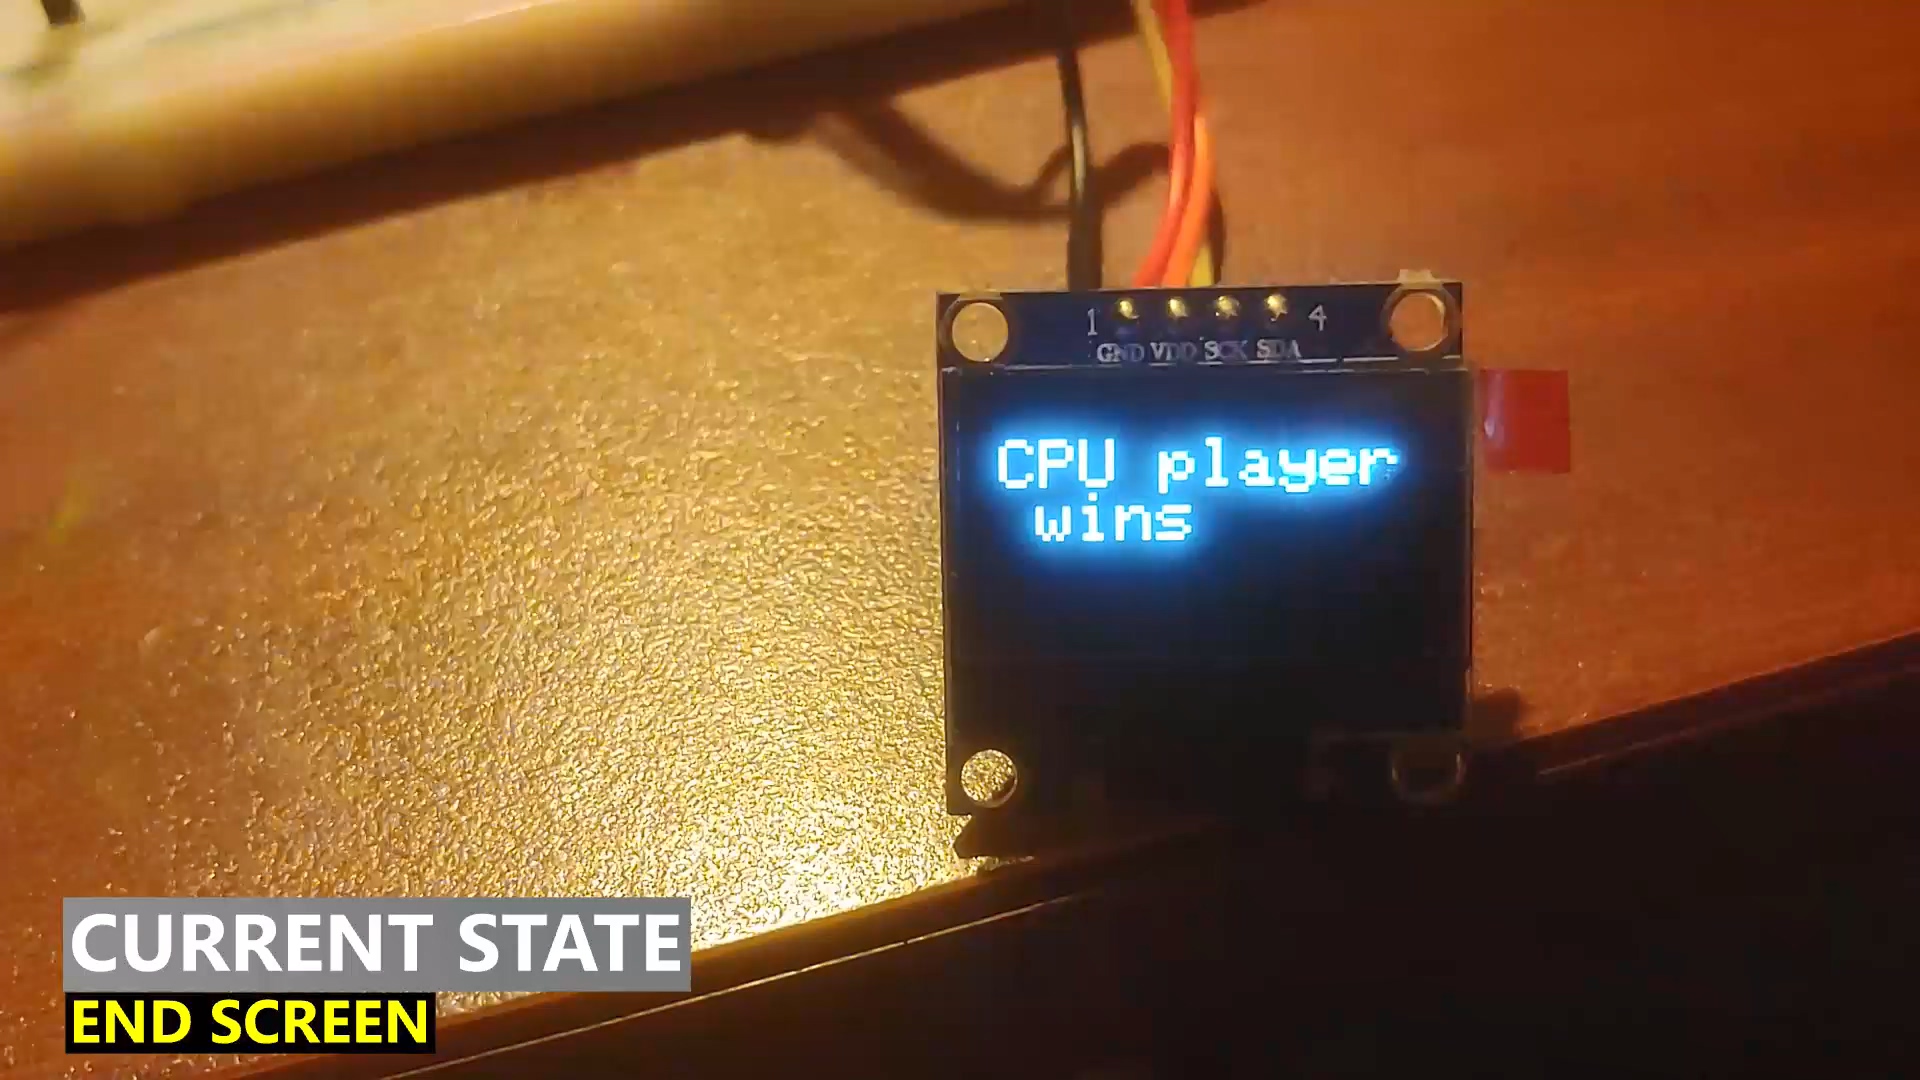 1 4
GND VDD SCK SDA
CPU player
wins
CURRENT STATE
END SCREEN